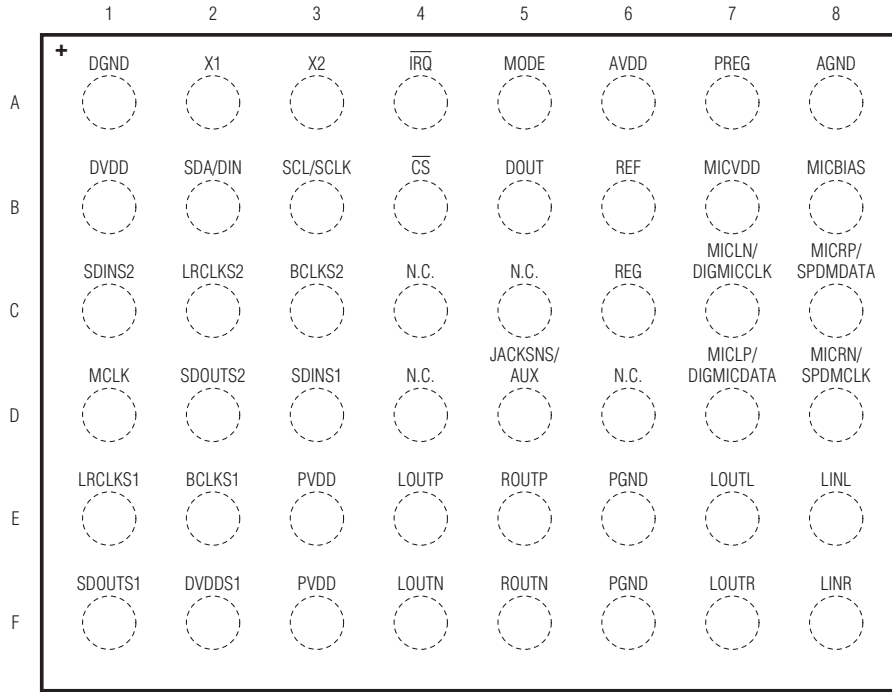 1 2 3 4 5 6 7 8
+
DGND X1 X2 I̅R̅Q̅ MODE AVDD PREG AGND
A
DVDD SDA/DIN SCL/SCLK C̅S̅ DOUT REF MICVDD MICBIAS
B
SDINS2 LRCLKS2 BCLKS2 N.C. N.C. REG MICLN/DIGMICCLK MICRP/SPDMDATA
C
MCLK SDOUTS2 SDINS1 N.C. JACKSNS/AUX N.C. MICLP/DIGMICDATA MICRN/SPDMCLK
D
LRCLKS1 BCLKS1 PVDD LOUTP ROUTP PGND LOUTL LINL
E
SDOUTS1 DVDDS1 PVDD LOUTN ROUTN PGND LOUTR LINR
F